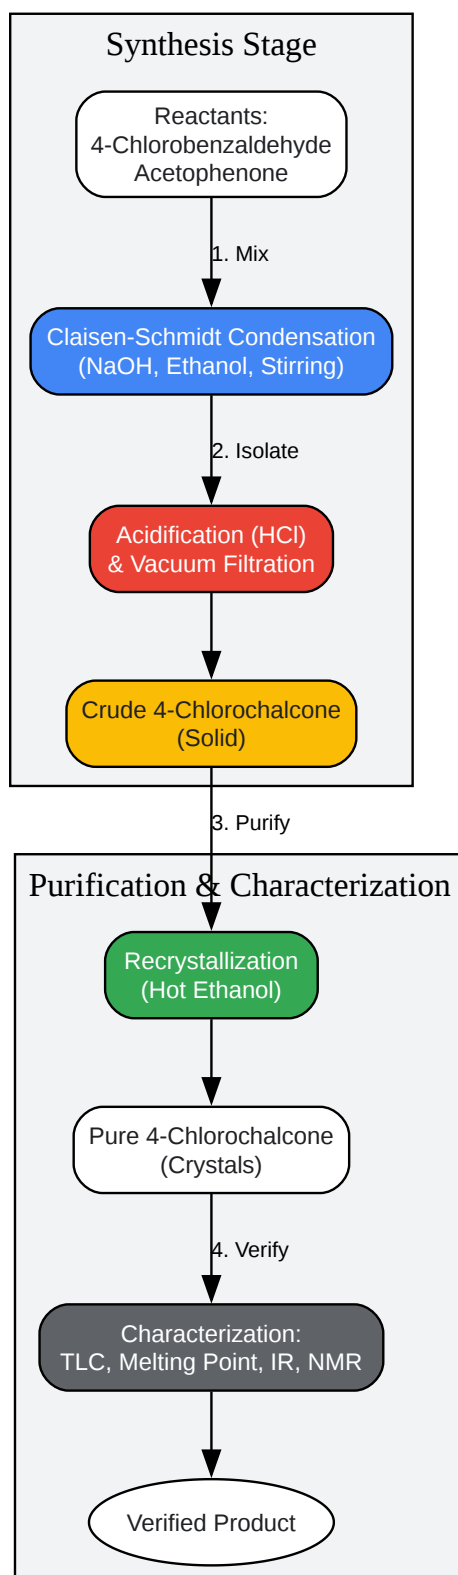 Synthesis Stage
Reactants:
4-Chlorobenzaldehyde
Acetophenone
1. Mix
Claisen-Schmidt Condensation
(NaOH, Ethanol, Stirring)
2. Isolate
Acidification (HCl)
& Vacuum Filtration
Crude 4-Chlorochalcone
(Solid)
3. Purify
Purification & Characterization
Recrystallization
(Hot Ethanol)
Pure 4-Chlorochalcone
(Crystals)
4. Verify
Characterization:
TLC, Melting Point, IR, NMR
Verified Product